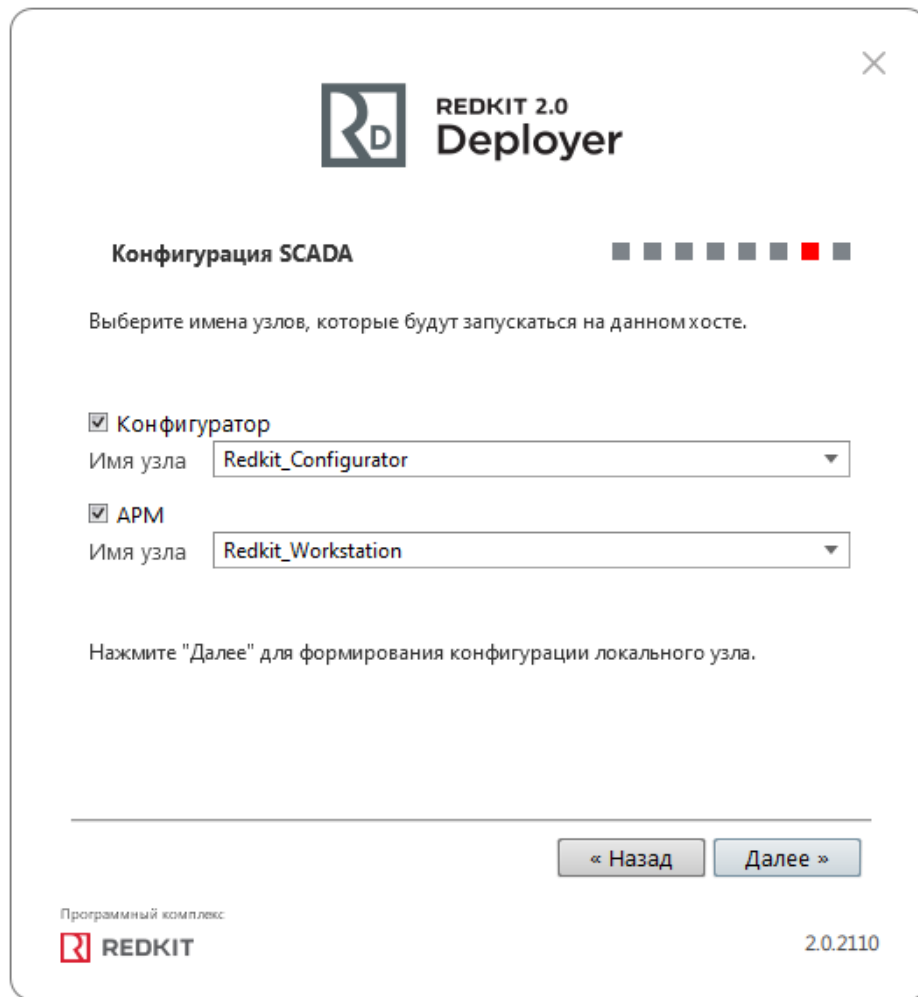 RD
REDKIT 2.0
Deployer
Конфигурация SCADA
Выберите имена узлов, которые будут запускаться на данном хосте.
Конфигуратор
Имя узла Redkit_Configurator
АРМ
Имя узла Redkit_Workstation
Нажмите "Далее" для формирования конфигурации локального узла.
« Назад Далее »
Программный комплекс
REDKIT
2.0.2110